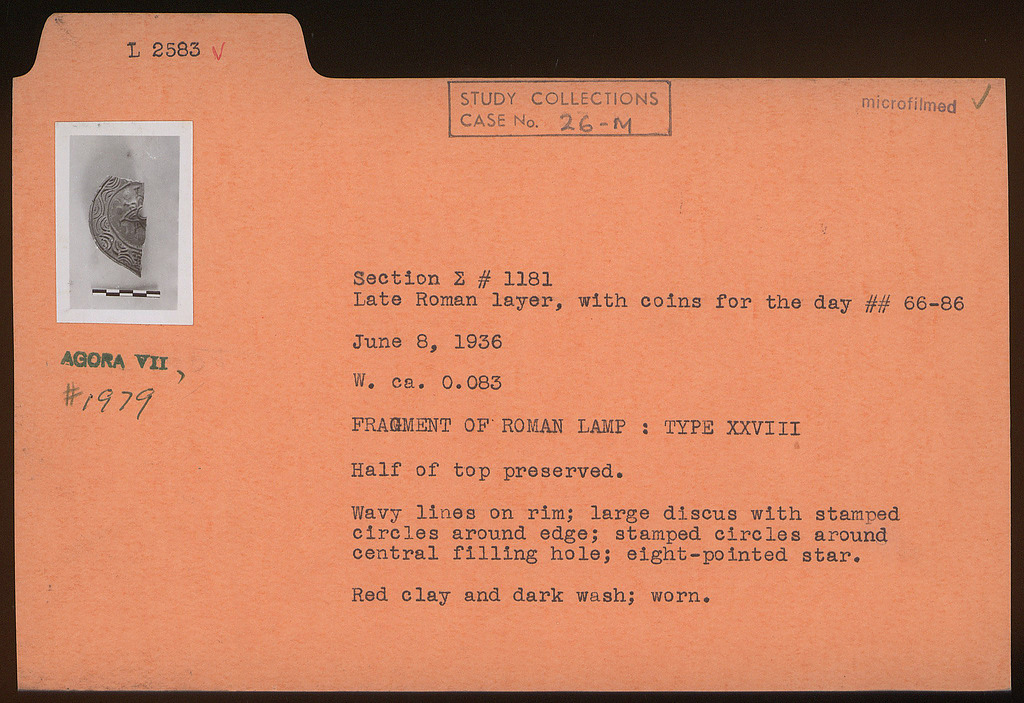 L 2583 ✓
STUDY COLLECTIONS
CASE No. 26-M
microfilmed ✓
AGORA VII,
#1979
Section Σ # 1181
Late Roman layer, with coins for the day ## 66-86
June 8, 1936
W. ca. 0.083
FRAGMENT OF ROMAN LAMP : TYPE XXVIII
Half of top preserved.
Wavy lines on rim; large discus with stamped
circles around edge; stamped circles around
central filling hole; eight-pointed star.
Red clay and dark wash; worn.